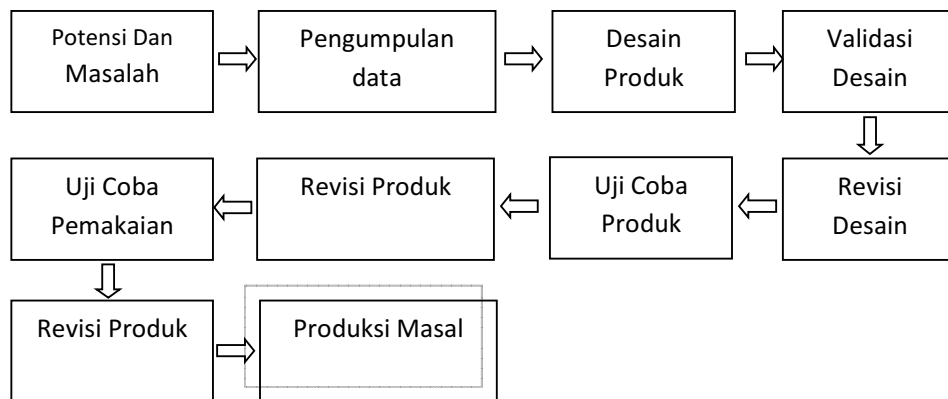 Potensi Dan
Masalah
Pengumpulan
data
Desain
Produk
Validasi
Desain
Revisi
Desain
Uji Coba
Produk
Revisi Produk
Uji Coba
Pemakaian
Revisi Produk
Produksi Masal